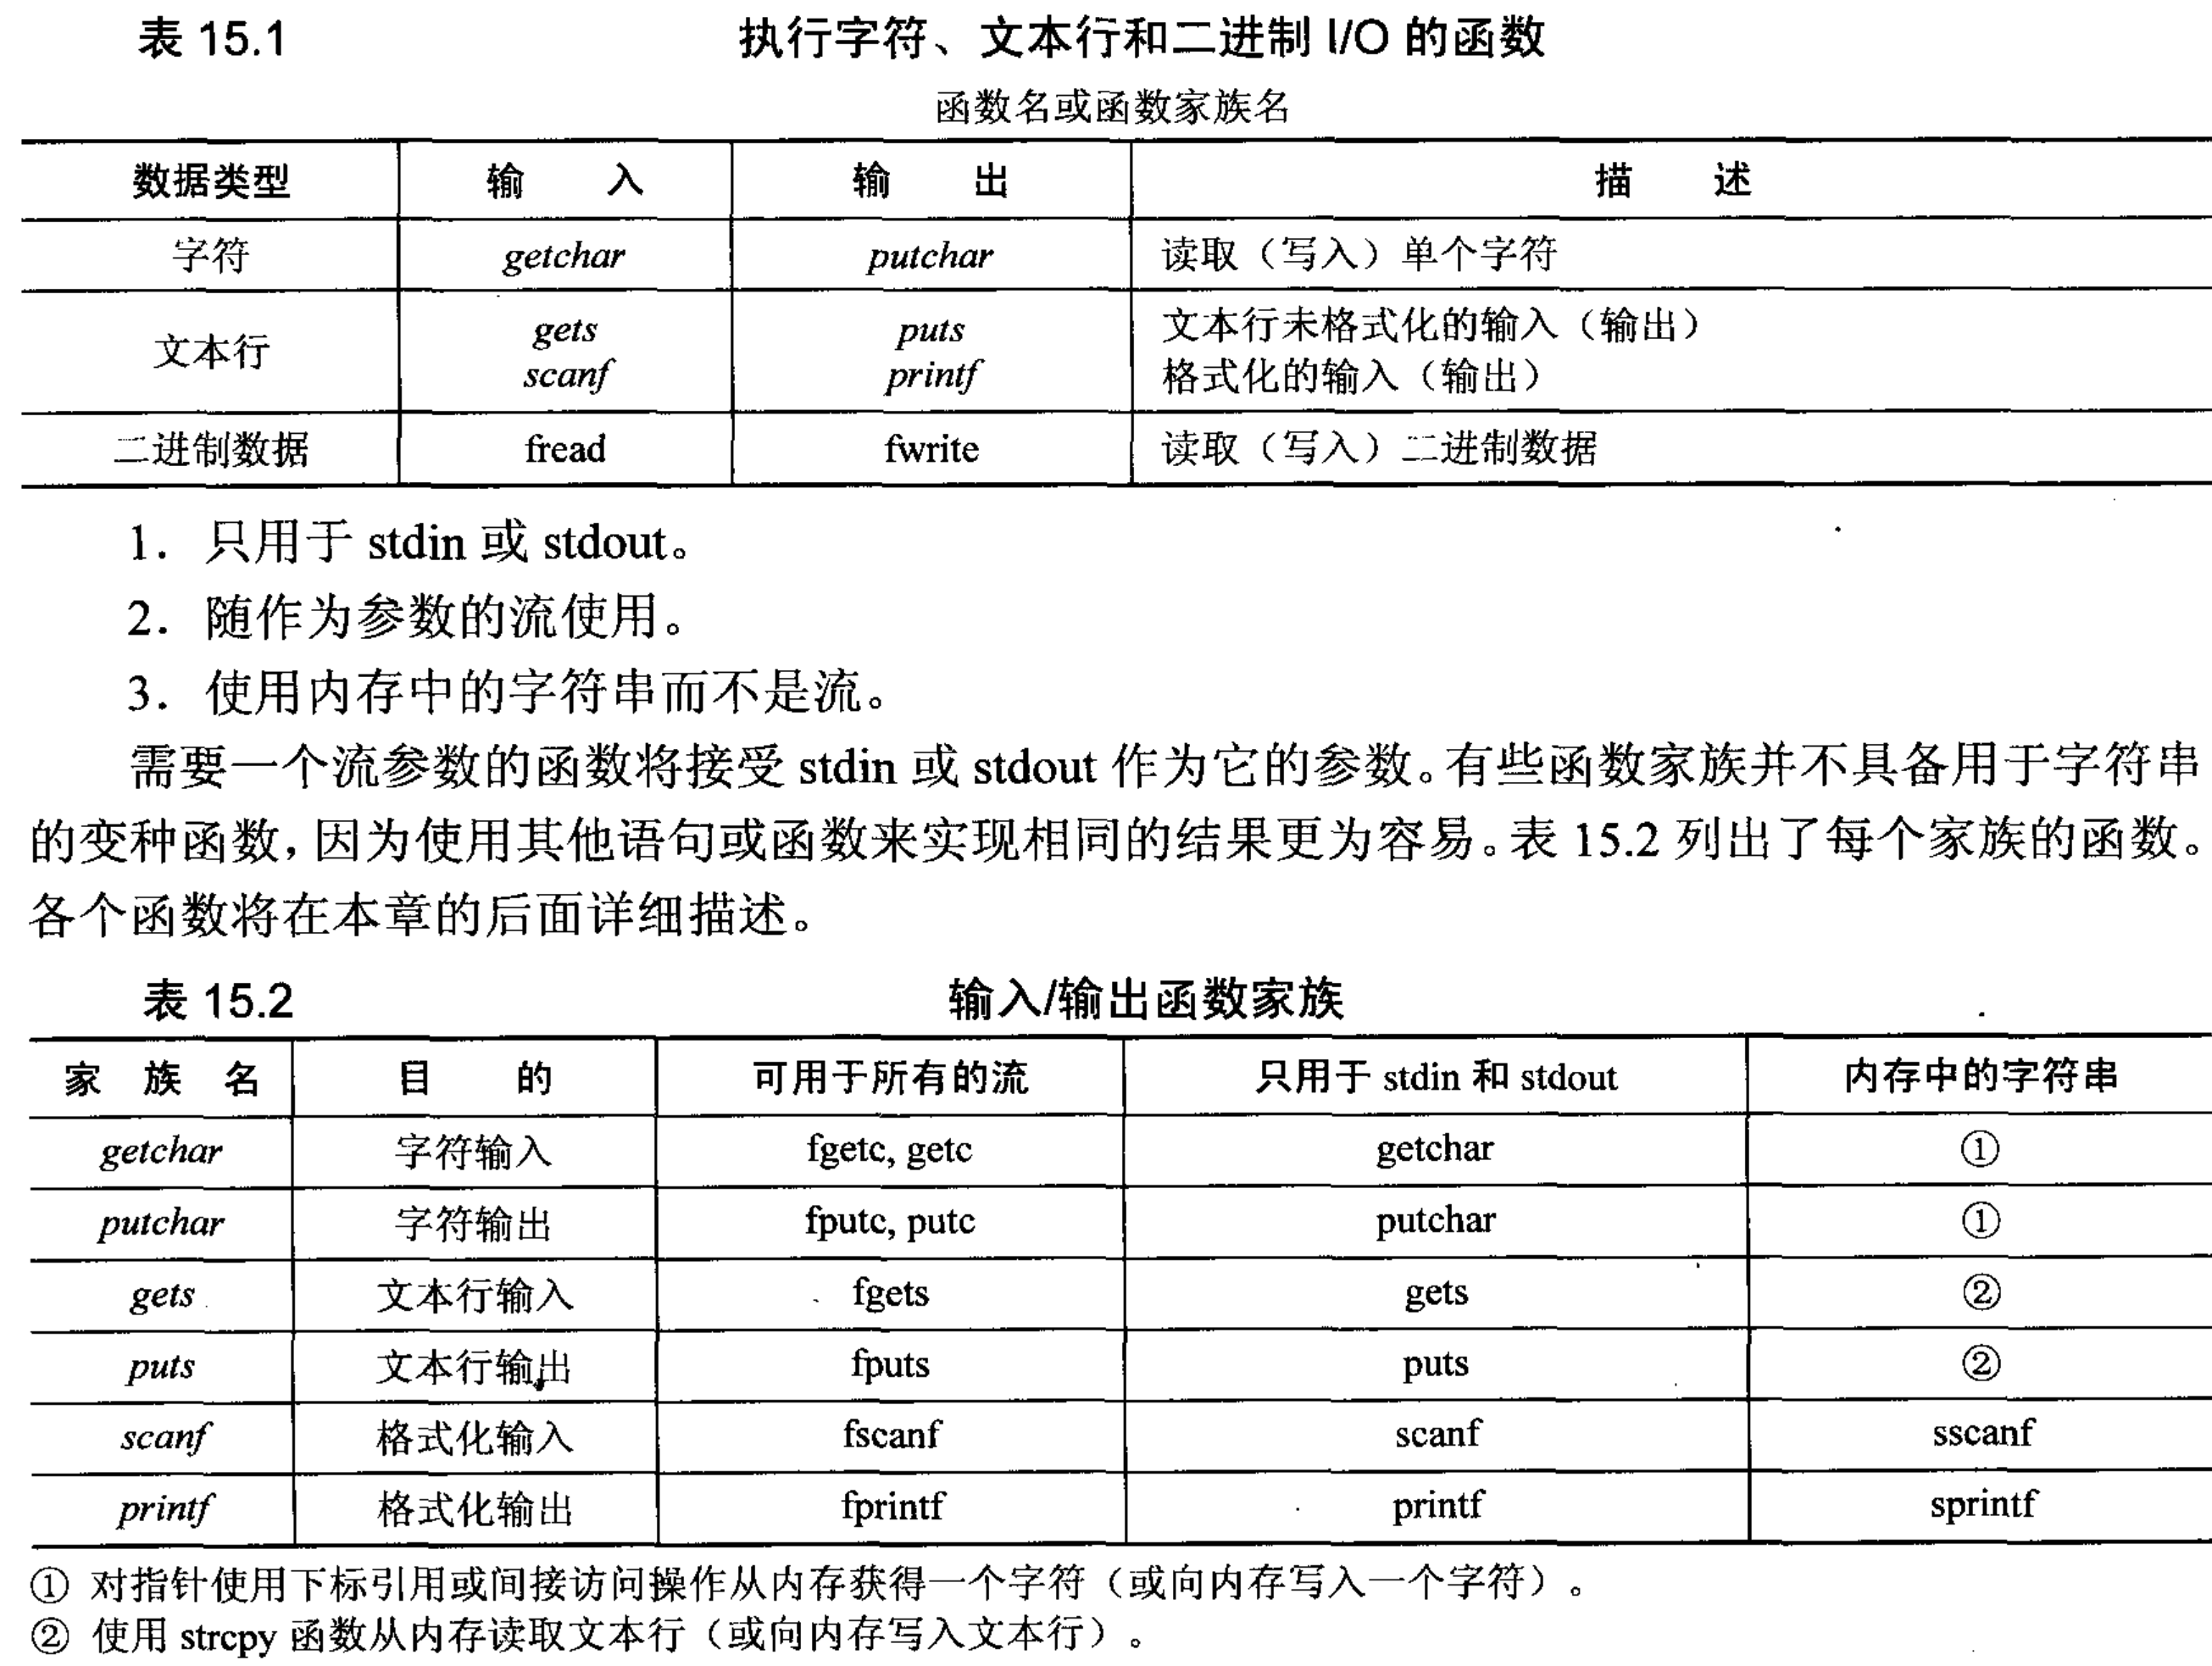 表 15.1 执行字符、文本行和二进制 I/O 的函数
函数名或函数家族名
数据类型 输 入 输 出 描 述
字符 getchar putchar 读取（写入）单个字符
文本行 gets puts 文本行未格式化的输入（输出）
scanf printf 格式化的输入（输出）
二进制数据 fread fwrite 读取（写入）二进制数据
1. 只用于 stdin 或 stdout。
2. 随作为参数的流使用。
3. 使用内存中的字符串而不是流。
需要一个流参数的函数将接受 stdin 或 stdout 作为它的参数。有些函数家族并不具备用于字符串
的变种函数，因为使用其他语句或函数来实现相同的结果更为容易。表 15.2 列出了每个家族的函数。
各个函数将在本章的后面详细描述。
表 15.2 输入/输出函数家族
家 族 名 目 的 可用于所有的流 只用于 stdin 和 stdout 内存中的字符串
getchar 字符输入 fgetc, getc getchar ①
putchar 字符输出 fputc, putc putchar ①
gets 文本行输入 fgets gets ②
puts 文本行输出 fputs puts ②
scanf 格式化输入 fscanf scanf sscanf
printf 格式化输出 fprintf printf sprintf
① 对指针使用下标引用或间接访问操作从内存获得一个字符（或向内存写入一个字符）。
② 使用 strcpy 函数从内存读取文本行（或向内存写入文本行）。